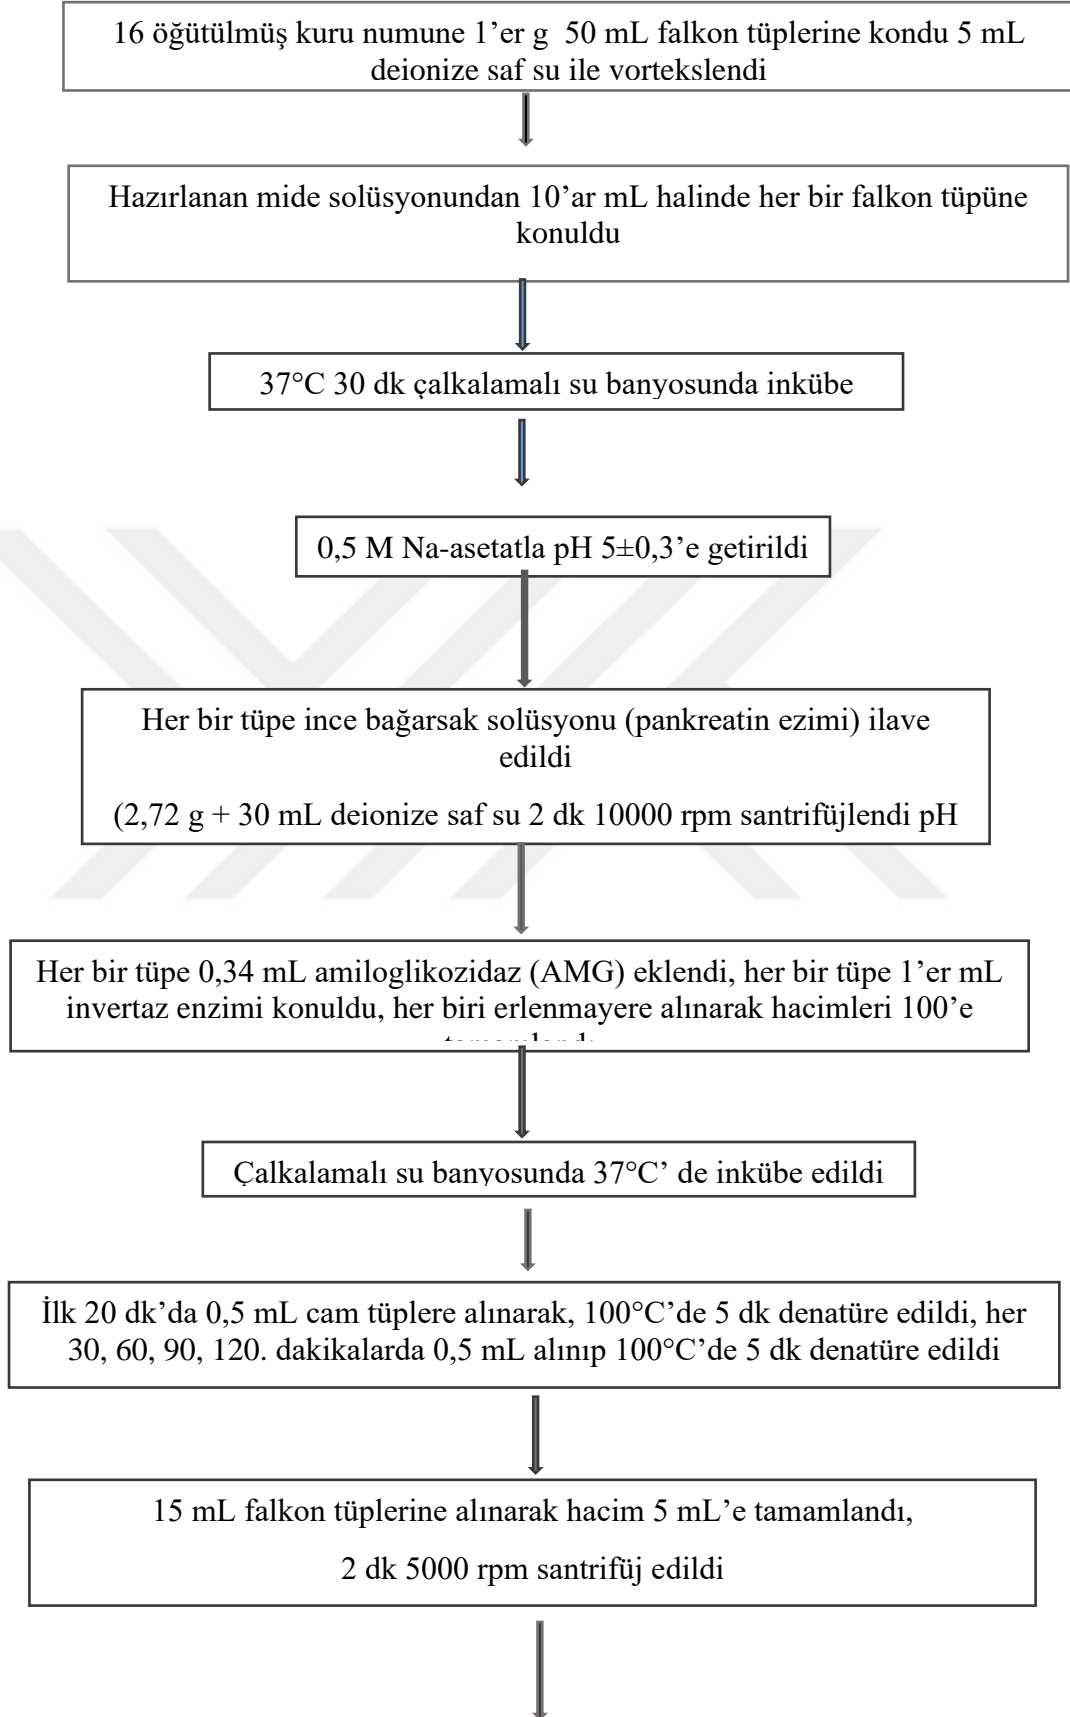 16 öğütülmüş kuru numune 1’er g 50 mL falkon tüplerine kondu 5 mL
deionize saf su ile vortekslendi
Hazırlanan mide solüsyonundan 10’ar mL halinde her bir falkon tüpüne
konuldu
37°C 30 dk çalkalamalı su banyosunda inkübe
0,5 M Na-asetatla pH 5±0,3’e getirildi
Her bir tüpe ince bağarsak solüsyonu (pankreatin ezimi) ilave
edildi
(2,72 g + 30 mL deionize saf su 2 dk 10000 rpm santrifüjlendi pH
Her bir tüpe 0,34 mL amiloglikozidaz (AMG) eklendi, her bir tüpe 1’er mL
invertaz enzimi konuldu, her biri erlenmayere alınarak hacimleri 100’e
Çalkalamalı su banyosunda 37°C’ de inkübe edildi
İlk 20 dk’da 0,5 mL cam tüplere alınarak, 100°C’de 5 dk denatüre edildi, her
30, 60, 90, 120. dakikalarda 0,5 mL alınıp 100°C’de 5 dk denatüre edildi
15 mL falkon tüplerine alınarak hacim 5 mL’e tamamlandı,
2 dk 5000 rpm santrifüj edildi